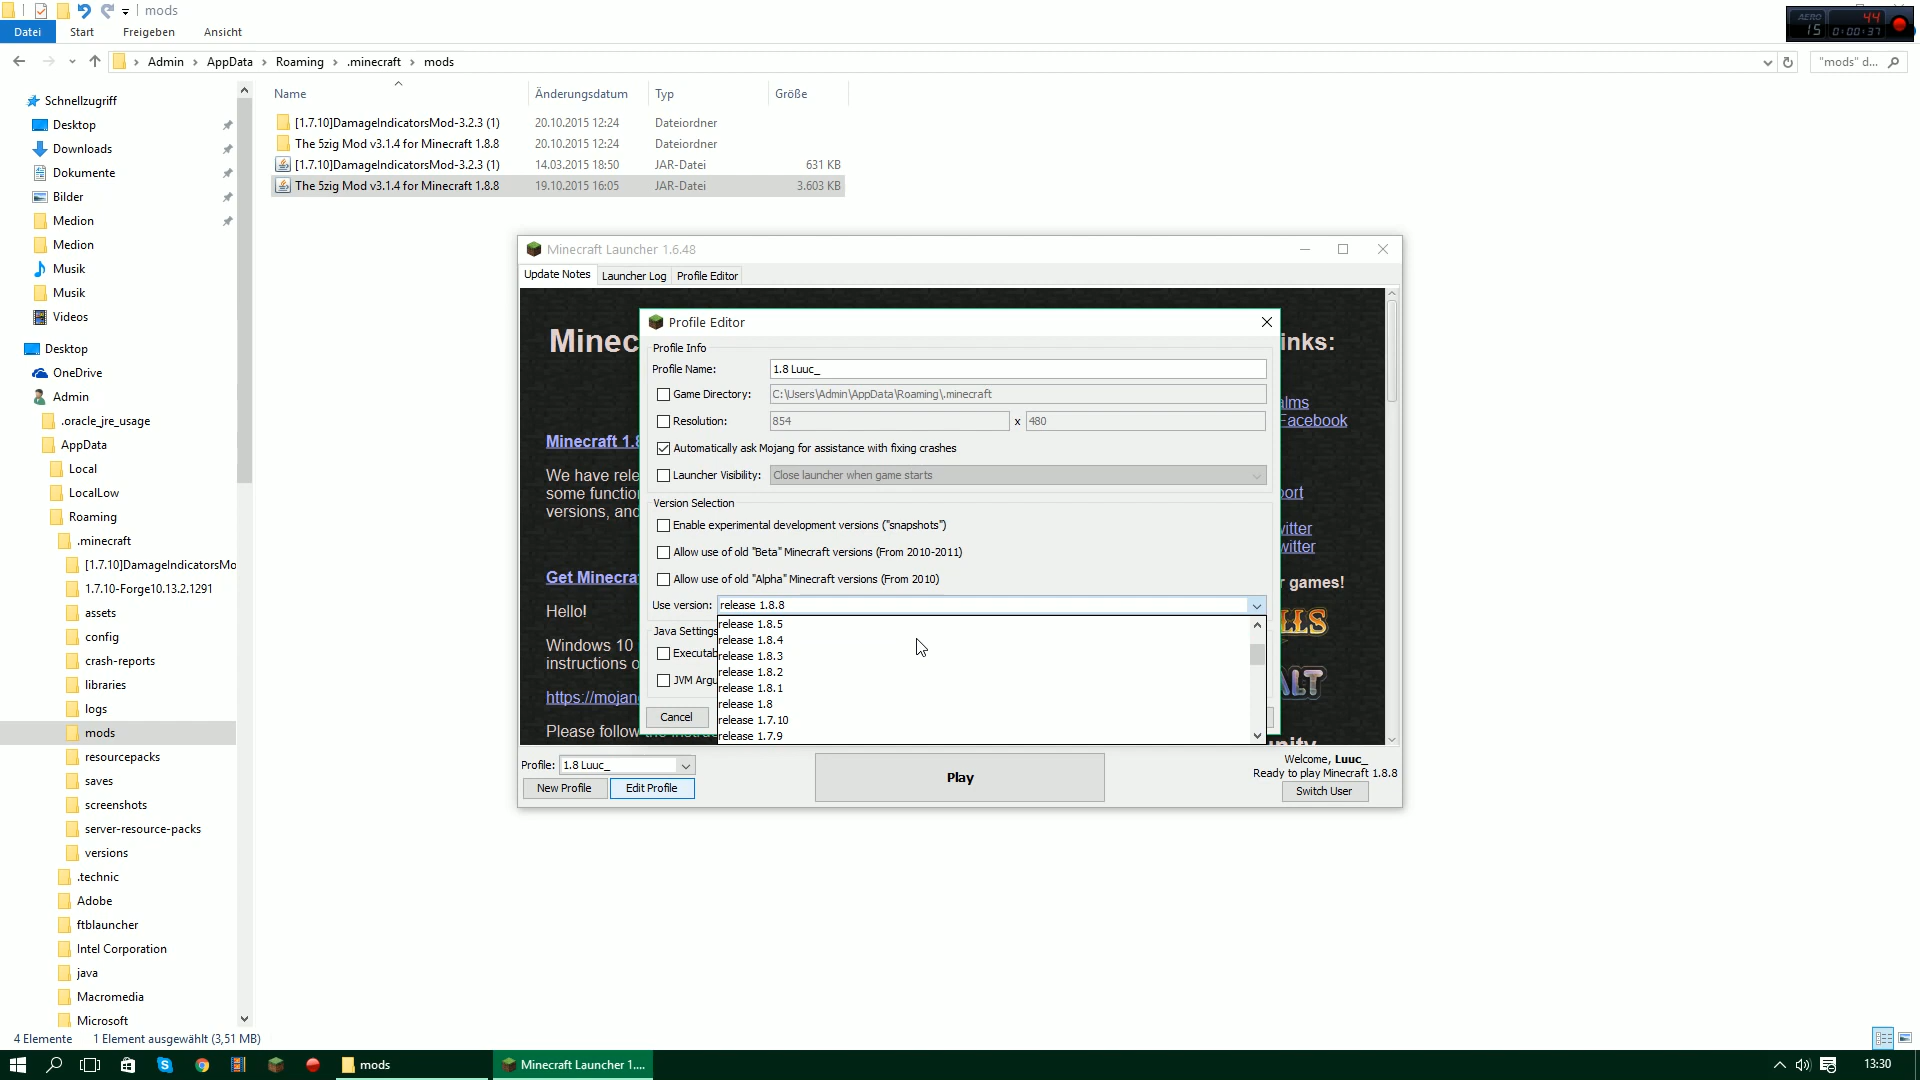 mods
Datei
Start
Freigeben
Ansicht
AERO
15
44
0:00:37
Admin
AppData
Roaming
.minecraft
mods
"mods" d...
Schnellzugriff
Desktop
Downloads
Dokumente
Bilder
Medion
Medion
Musik
Musik
Videos
Desktop
OneDrive
Admin
.oracle_jre_usage
AppData
Local
LocalLow
Roaming
.minecraft
[1.7.10]DamageIndicatorsMo
1.7.10-Forge10.13.2.1291
assets
config
crash-reports
libraries
logs
mods
resourcepacks
saves
screenshots
server-resource-packs
versions
.technic
Adobe
ftblauncher
Intel Corporation
java
Macromedia
Microsoft
Name Änderungsdatum Typ Größe
[1.7.10]DamageIndicatorsMod-3.2.3 (1) 20.10.2015 12:24 Dateiordner
The 5zig Mod v3.1.4 for Minecraft 1.8.8 20.10.2015 12:24 Dateiordner
[1.7.10]DamageIndicatorsMod-3.2.3 (1) 14.03.2015 18:50 JAR-Datei 631 KB
The 5zig Mod v3.1.4 for Minecraft 1.8.8 19.10.2015 16:05 JAR-Datei 3.603 KB
Minecraft Launcher 1.6.48
Update Notes
Launcher Log
Profile Editor
Minec
Minecraft 1.8
We have rele
some function
versions, and
Get Minecra
Hello!
Windows 10
instructions o
https://mojan
Please follow
inks:
alms
Facebook
port
witter
witter
r games!
Profile Editor
Profile Info
Profile Name: 1.8 Luuc_
Game Directory: C:\Users\Admin\AppData\Roaming\.minecraft
Resolution: 854 x 480
Automatically ask Mojang for assistance with fixing crashes
Launcher Visibility: Close launcher when game starts
Version Selection
Enable experimental development versions ("snapshots")
Allow use of old "Beta" Minecraft versions (From 2010-2011)
Allow use of old "Alpha" Minecraft versions (From 2010)
Use version: release 1.8.8
release 1.8.5
release 1.8.4
release 1.8.3
release 1.8.2
release 1.8.1
release 1.8
release 1.7.10
release 1.7.9
Java Settings
Executab
JVM Argu
Cancel
Profile: 1.8 Luuc_
New Profile
Edit Profile
Play
Welcome, Luuc_
Ready to play Minecraft 1.8.8
Switch User
4 Elemente
1 Element ausgewählt (3,51 MB)
mods
Minecraft Launcher 1....
13:30